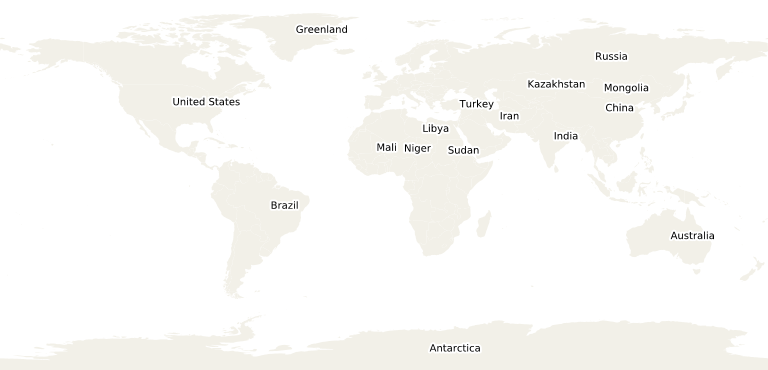 Greenland
Russia
Kazakhstan
Mongolia
United States
Turkey
China
Iran
Libya
India
Mali
Niger
Sudan
Brazil
Australia
Antarctica